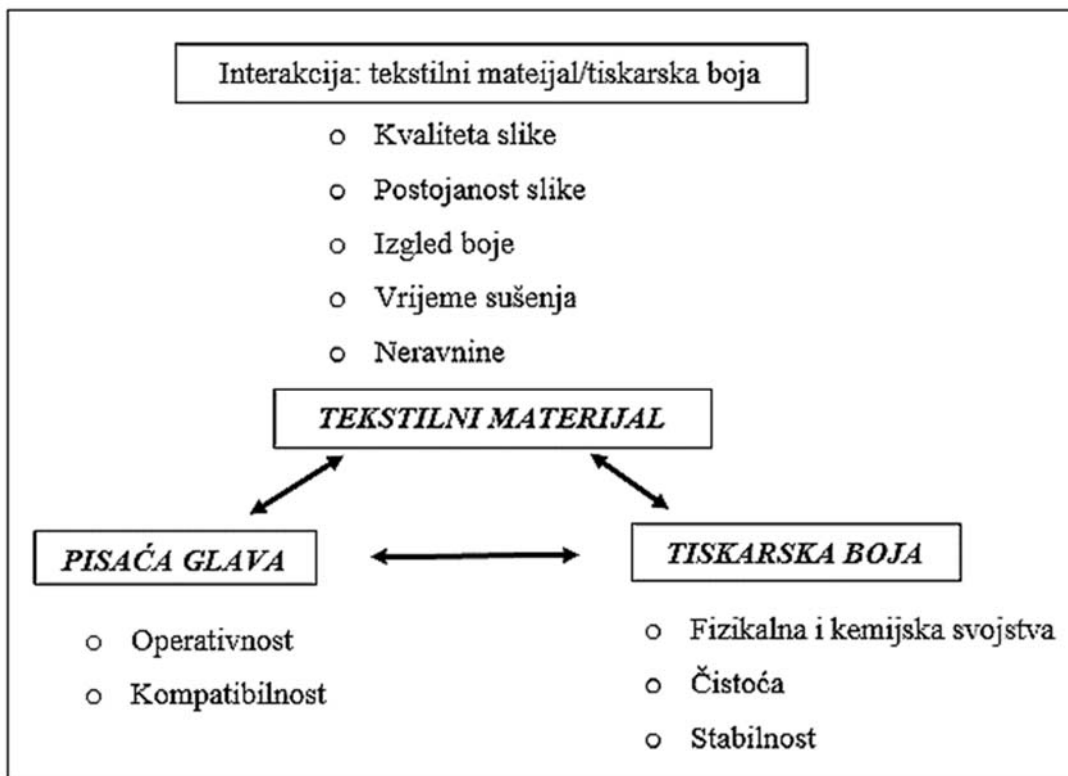 Interakcija: tekstilni mateijal/tiskarska boja
Kvaliteta slike
Postojanost slike
Izgled boje
Vrijeme sušenja
Neravnine
TEKSTILNI MATERIJAL
PISAĆA GLAVA
Operativnost
Kompatibilnost
TISKARSKA BOJA
Fizikalna i kemijska svojstva
Čistoća
Stabilnost